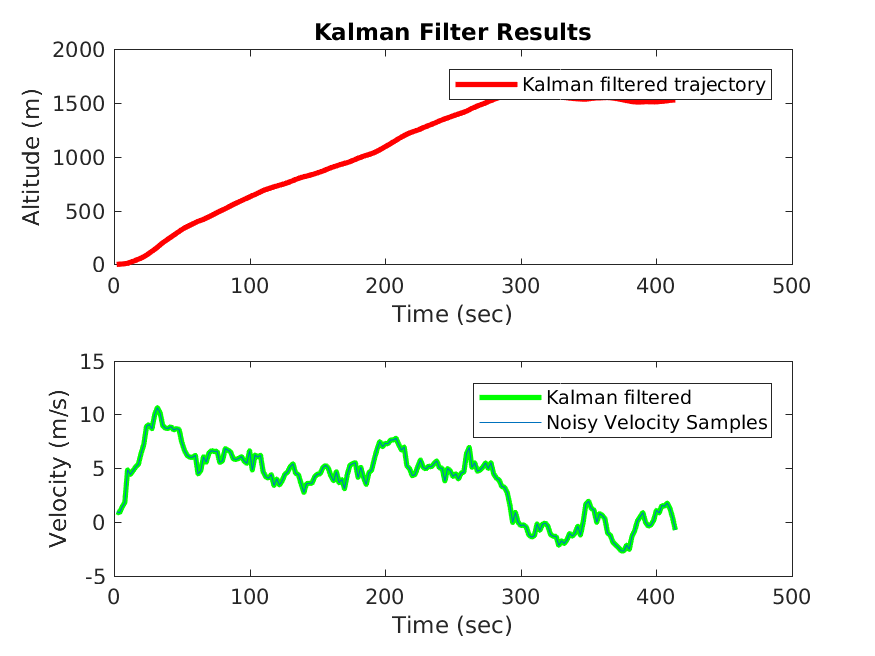 Kalman Filter Results
2000
1500
1000
500
0
Altitude (m)
Kalman filtered trajectory
0 100 200 300 400 500
Time (sec)
15
10
5
0
-5
Velocity (m/s)
Kalman filtered
Noisy Velocity Samples
0 100 200 300 400 500
Time (sec)